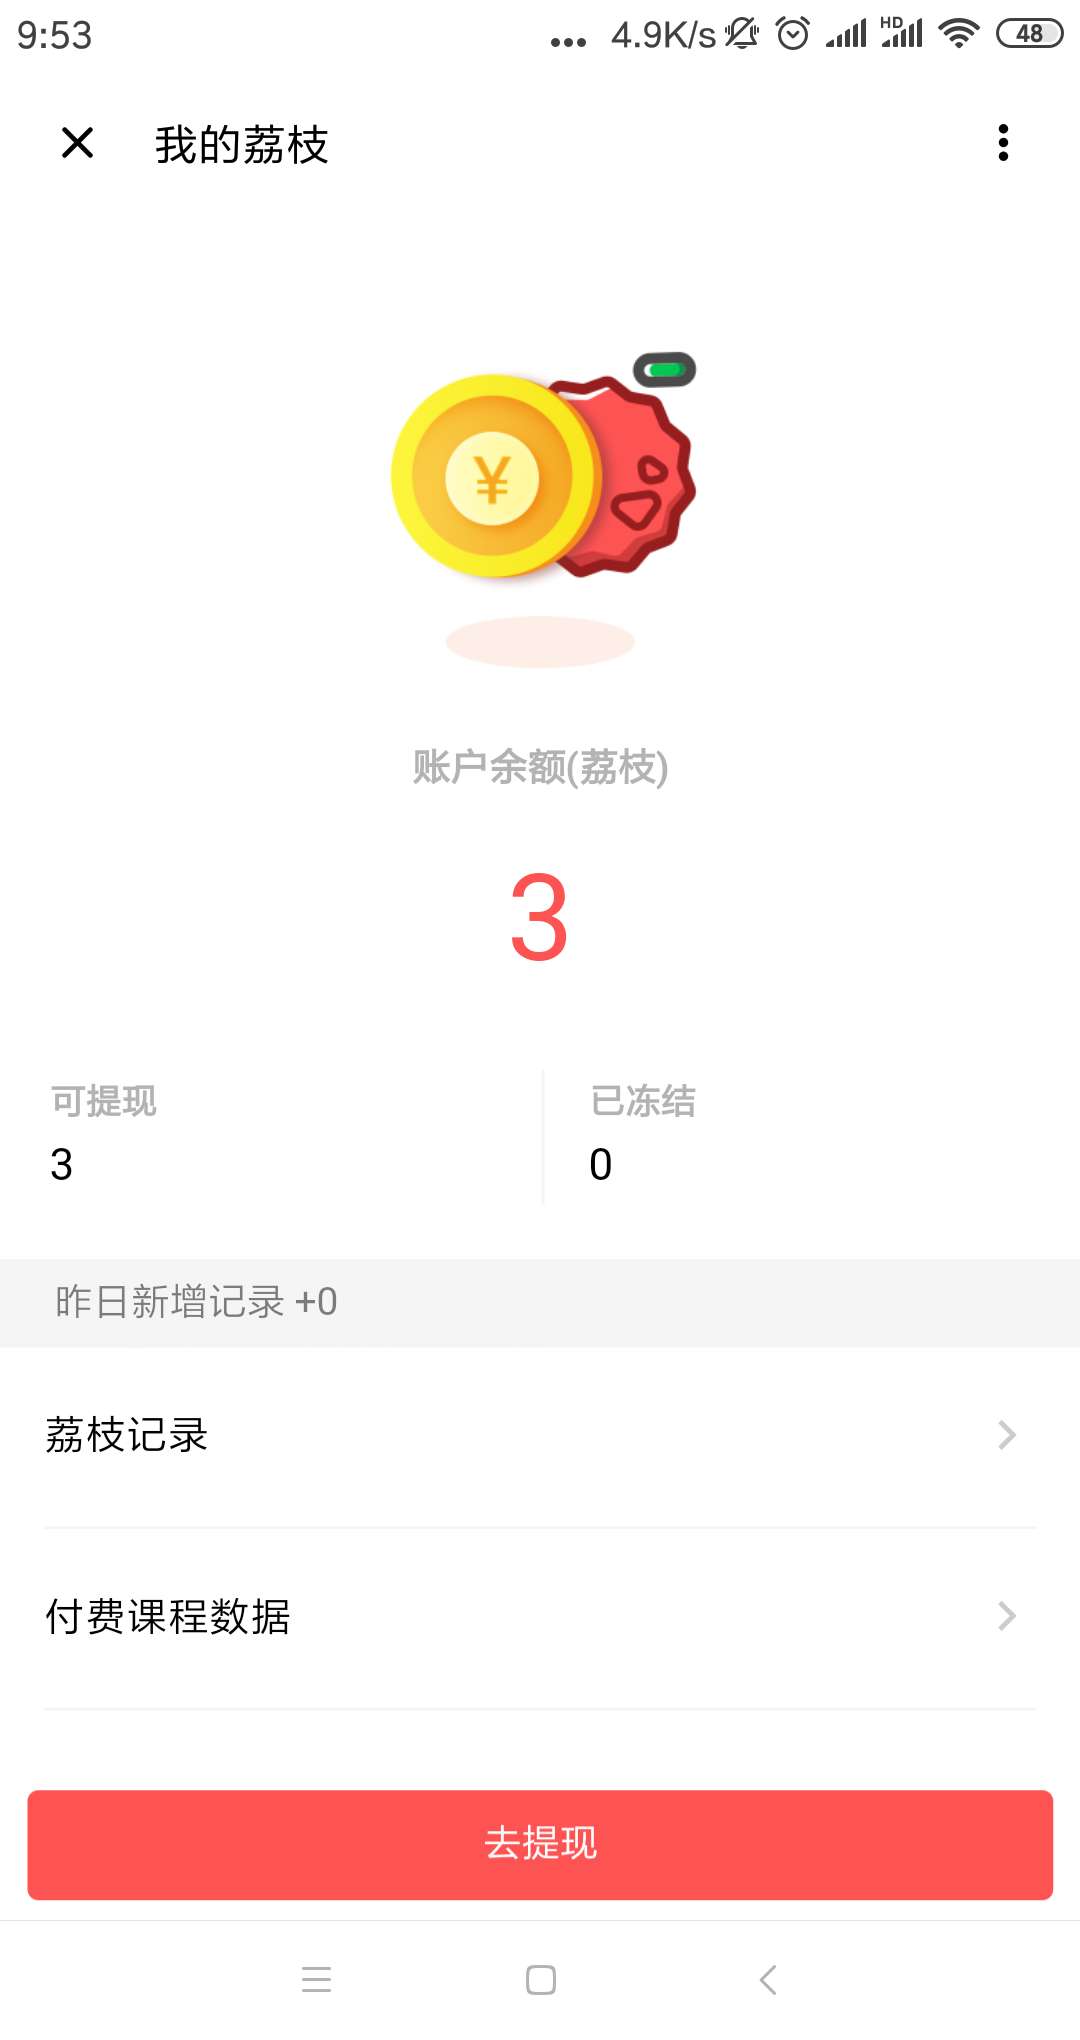 9:53
... 4.9K/s HD 48
我的荔枝
¥
账户余额(荔枝)
3
可提现
已冻结
3
0
昨日新增记录 +0
荔枝记录
付费课程数据
去提现